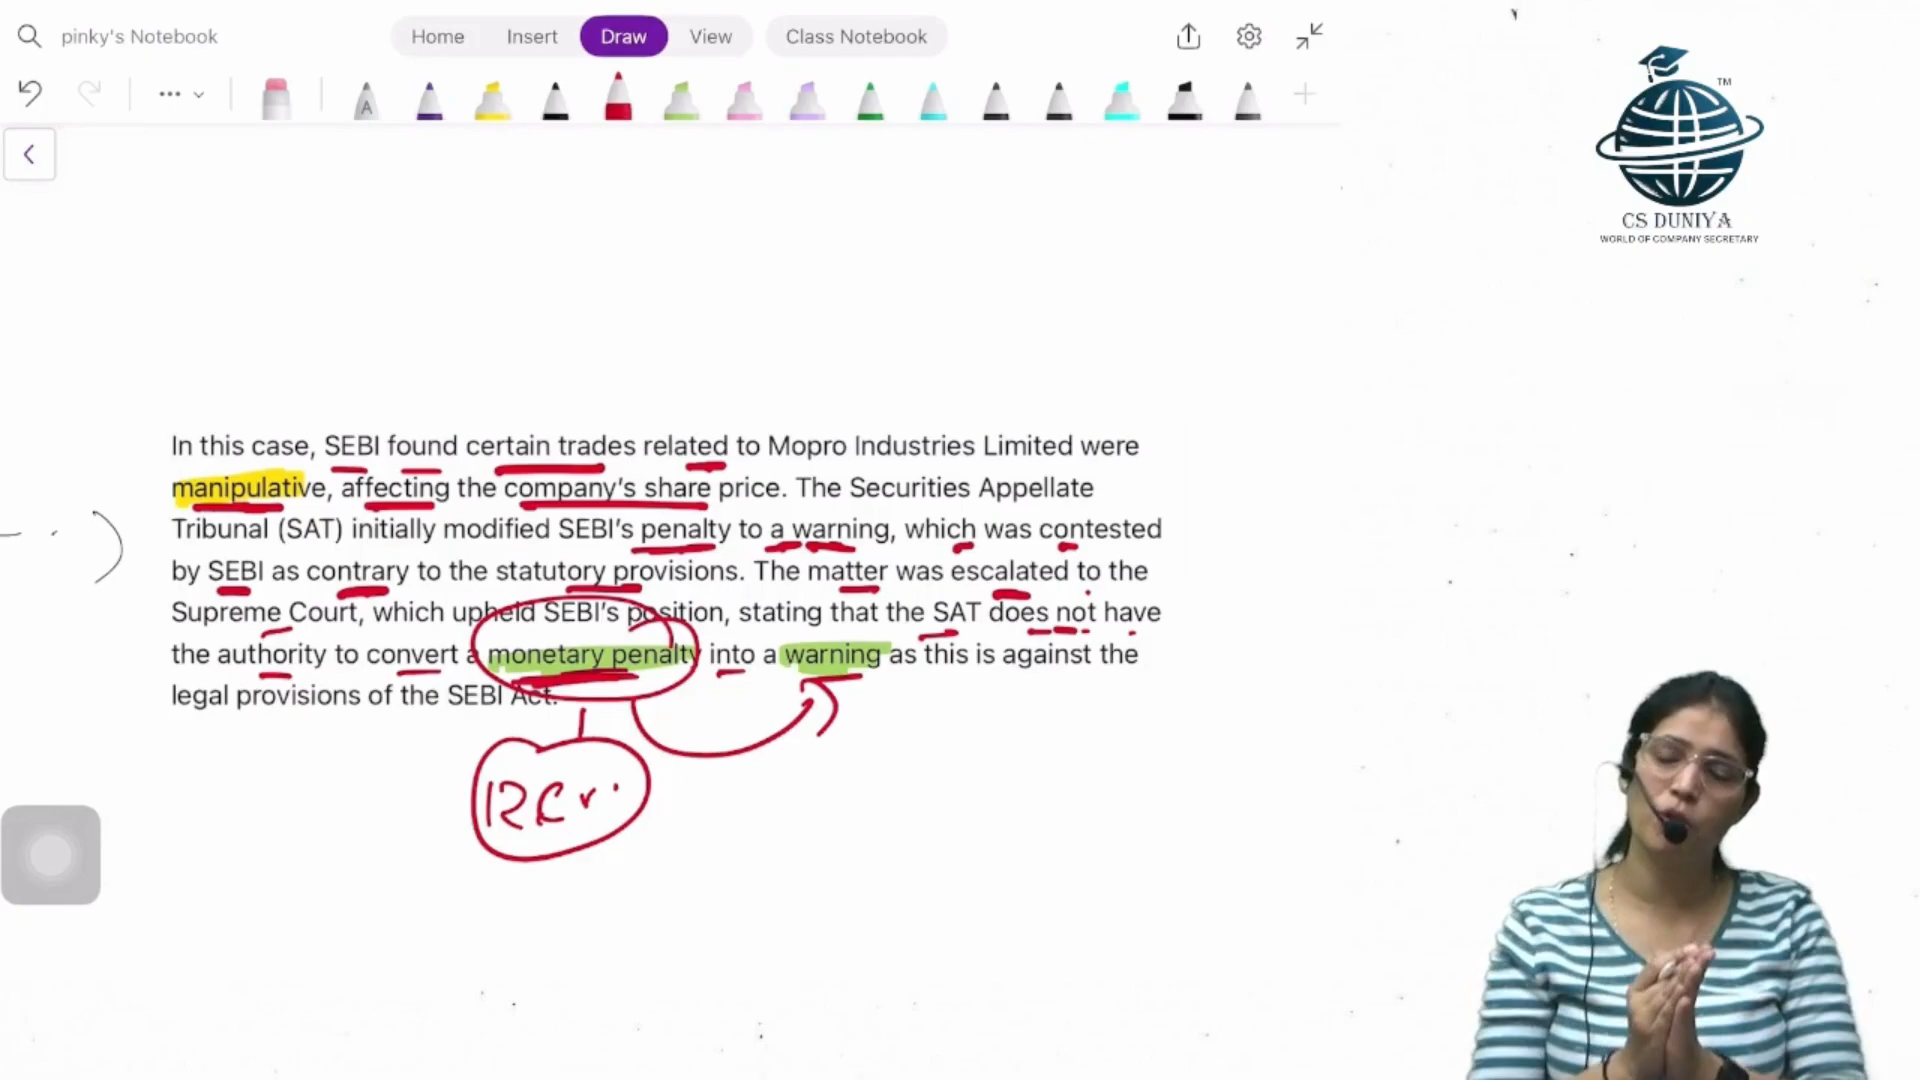 pinky's Notebook
Home Insert Draw View Class Notebook
A
TM
CS DUNIYA
WORLD OF COMPANY SECRETARY
In this case, SEBI found certain trades related to Mopro Industries Limited were
manipulative, affecting the company's share price. The Securities Appellate
Tribunal (SAT) initially modified SEBI's penalty to a warning, which was contested
by SEBI as contrary to the statutory provisions. The matter was escalated to the
Supreme Court, which upheld SEBI's position, stating that the SAT does not have
the authority to convert a monetary penalty into a warning as this is against the
legal provisions of the SEBI Act.